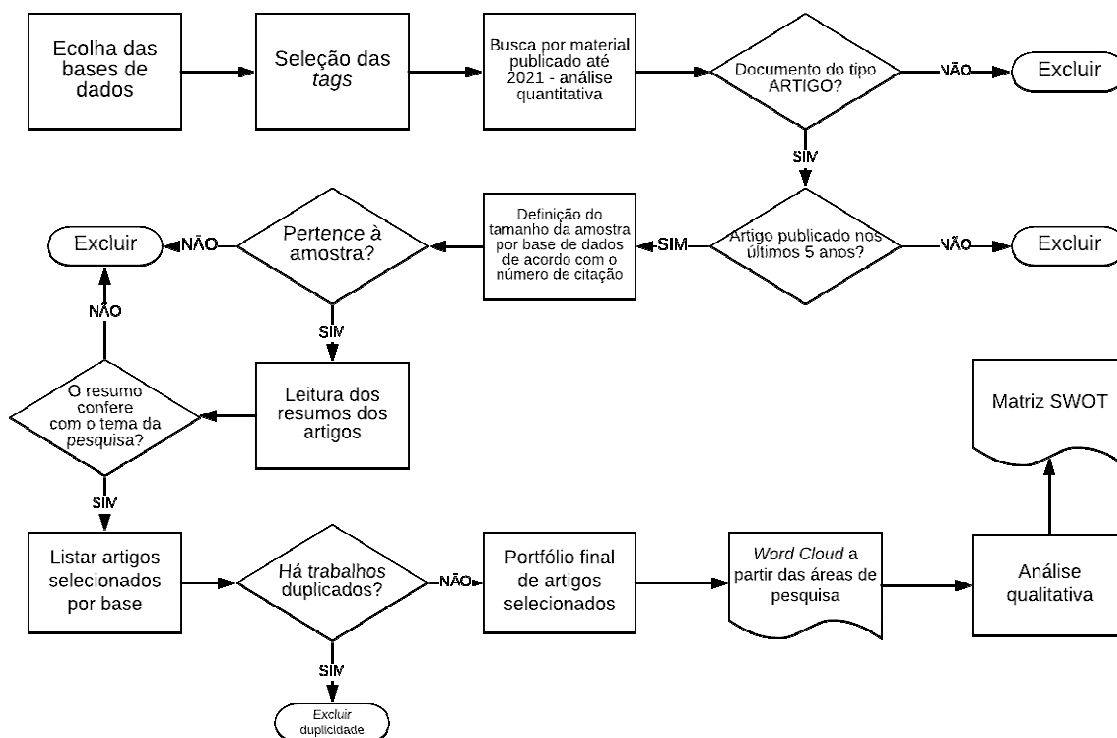 Ecolha das
bases de
dados
Seleção das
tags
Busca por material
publicado até
2021 - análise
quantitativa
Documento do tipo
ARTIGO?
NÃO
Excluir
SIM
Artigo publicado nos
últimos 5 anos?
NÃO
Excluir
SIM
Definição do
tamanho da amostra
por base de dados
de acordo com o
número de citação
Pertence à
amostra?
NÃO
Excluir
SIM
Leitura dos
resumos dos
artigos
O resumo
confere
com o tema da
pesquisa?
NÃO
SIM
Listar artigos
selecionados
por base
Há trabalhos
duplicados?
SIM
Excluir
duplicidade
NÃO
Portfólio final
de artigos
selecionados
Word Cloud a
partir das áreas de
pesquisa
Análise
qualitativa
Matriz SWOT